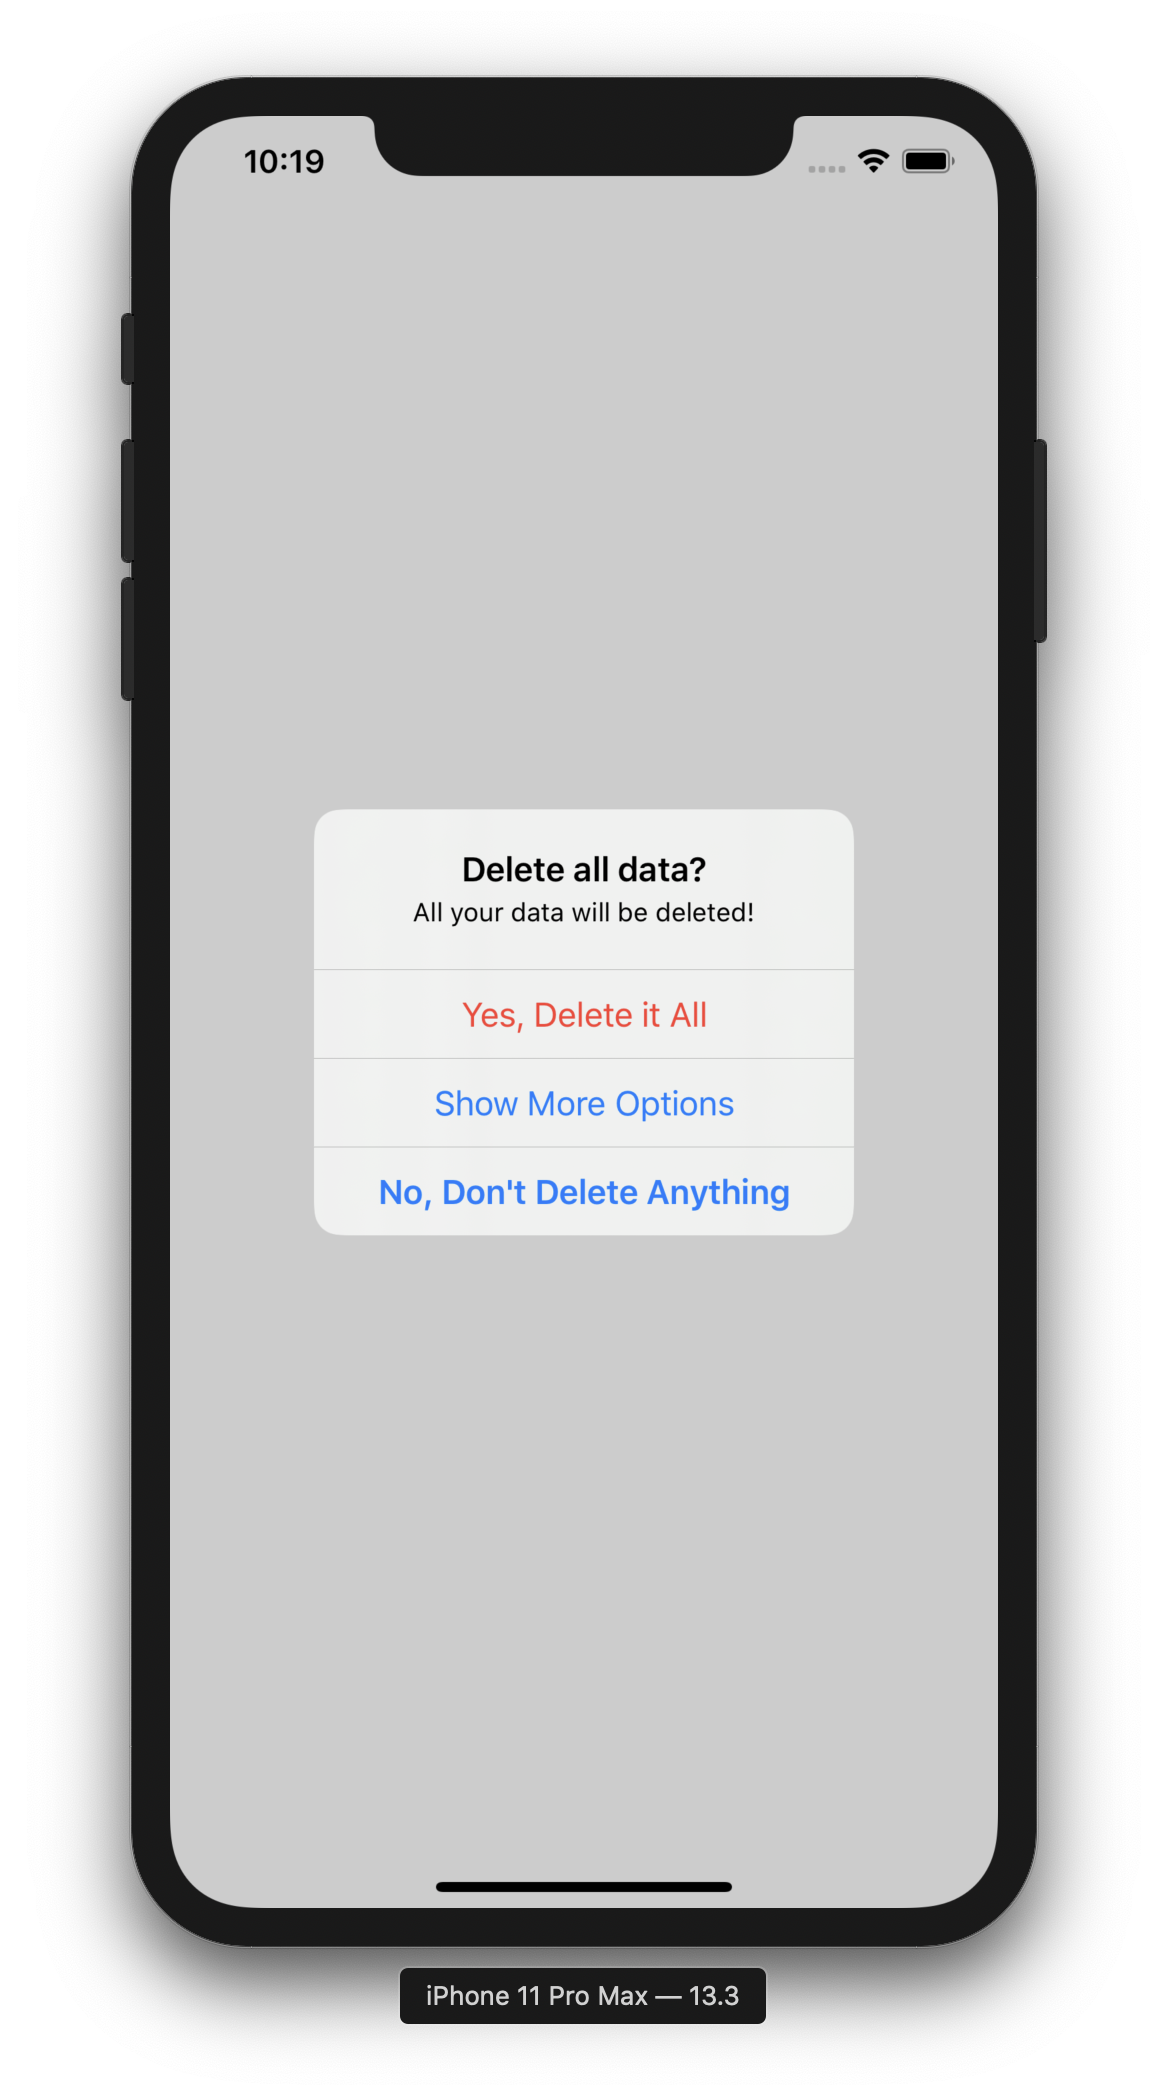 10:19
Delete all data?
All your data will be deleted!
Yes, Delete it All
Show More Options
No, Don't Delete Anything
iPhone 11 Pro Max — 13.3